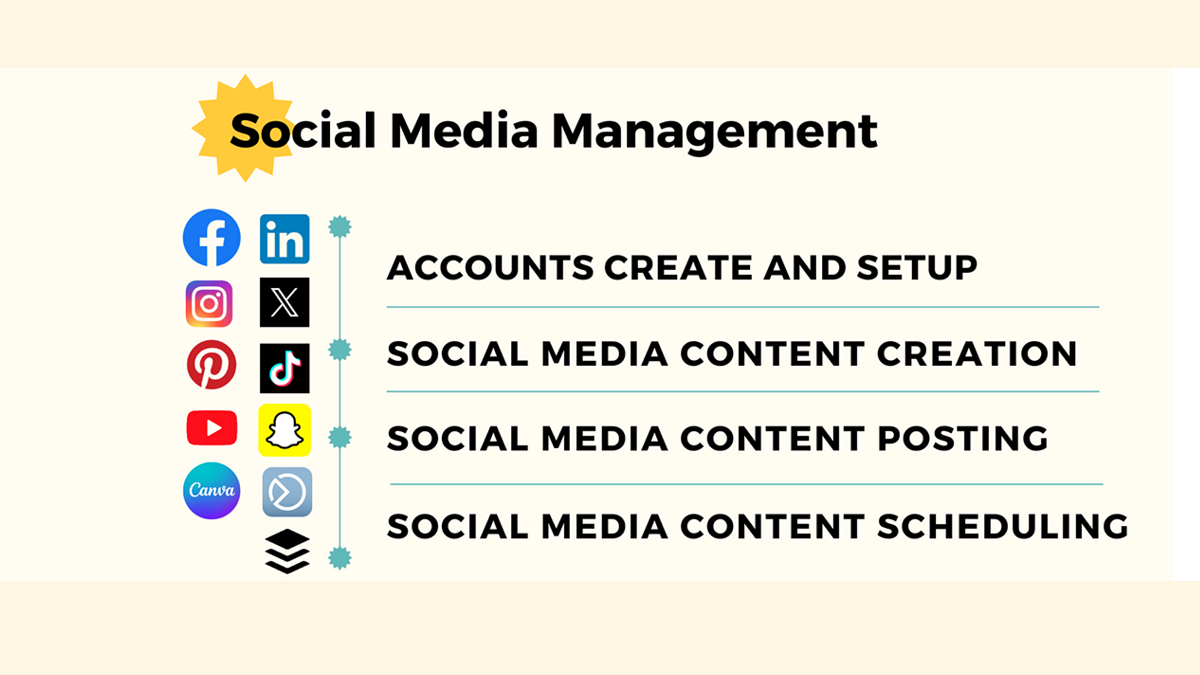 Social Media Management
ACCOUNTS CREATE AND SETUP
SOCIAL MEDIA CONTENT CREATION
SOCIAL MEDIA CONTENT POSTING
SOCIAL MEDIA CONTENT SCHEDULING
in
Canva